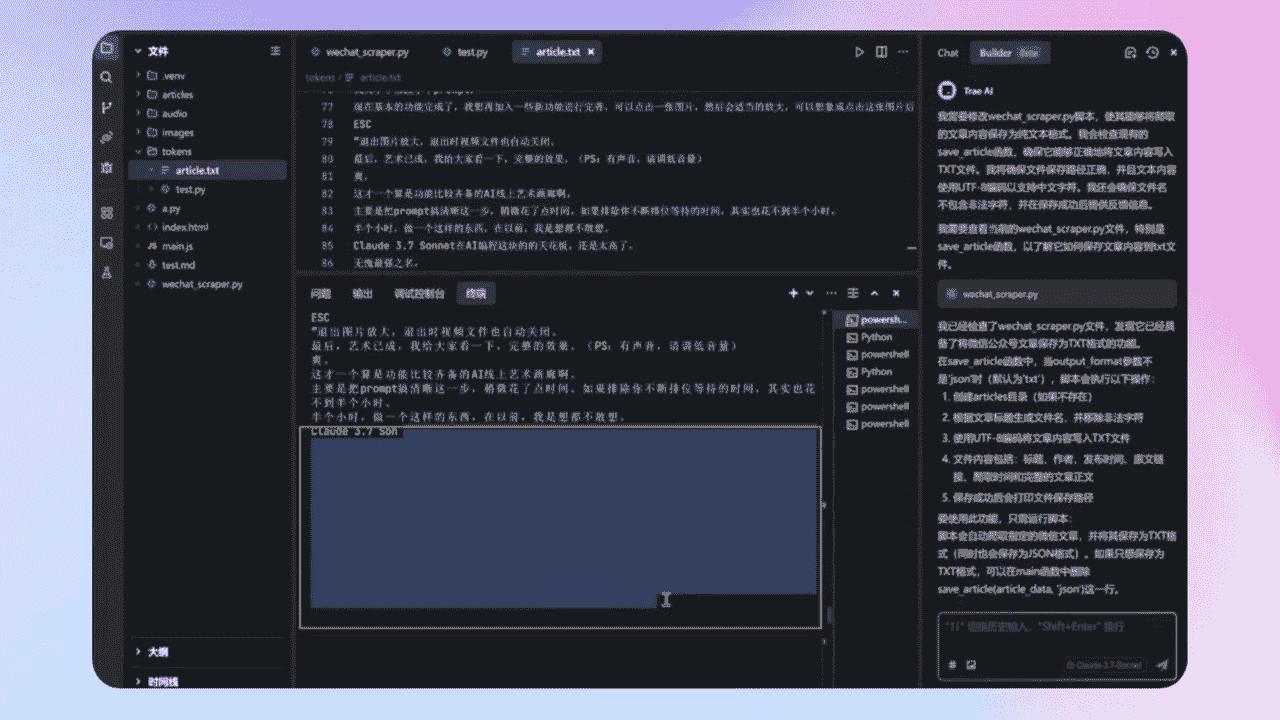 文件
.venv
articles
audio
images
tokens
article.txt
test.py
a.py
index.html
main.js
test.md
wechat_scraper.py
大纲
时间线
wechat_scraper.py
test.py
article.txt
tokens / article.txt
77 现在基本的功能完成了，我想再加入一些新功能进行完善，可以点击一张图片，然后会适当的放大，可以想象成点击这张图片后
78 ESC
79 "退出图片放大，退出时视频文件也自动关闭。
80 最后，艺术已成，我给大家看一下，完整的效果。（PS：有声音，请调低音量）
81 爽。
82 这才一个算是功能比较齐备的AI线上艺术画廊啊。
83 主要是把prompt搞清晰这一步，稍微花了点时间，如果排除你不断排位等待的时间，其实也花不到半个小时。
84 半个小时，做一个这样的东西，在以前，我是想都不敢想。
85 Claude 3.7 Sonnet在AI编程这块的的天花板，还是太高了。
86 无愧最强之名。
问题 输出 调试控制台 终端
ESC
"退出图片放大，退出时视频文件也自动关闭。
最后，艺术已成，我给大家看一下，完整的效果。（PS：有声音，请调低音量）
爽。
这才一个算是功能比较齐备的AI线上艺术画廊啊。
主要是把prompt搞清晰这一步，稍微花了点时间，如果排除你不断排位等待的时间，其实也花
不到半个小时。
半个小时，做一个这样的东西，在以前，我是想都不敢想。
Claude 3.7 Son
powersh...
Python
powershell
Python
powershell
powershell
powershell
Chat Builder Beta
Trae AI
我需要修改wechat_scraper.py脚本，使其能够将爬取
的文章内容保存为纯文本格式。我会检查现有的
save_article函数，确保它能够正确地将文章内容写入
TXT文件。我将确保文件保存路径正确，并且文本内容
使用UTF-8编码以支持中文字符。我还会确保文件名
不包含非法字符，并在保存成功后提供反馈信息。
我需要查看当前的wechat_scraper.py文件，特别是
save_article函数，以了解它如何保存文章内容到txt文
件。
wechat_scraper.py
我已经检查了wechat_scraper.py文件，发现它已经具
备了将微信公众号文章保存为TXT格式的功能。
在save_article函数中，当output_format参数不
是'json'时（默认为'txt'），脚本会执行以下操作：
1. 创建articles目录（如果不存在）
2. 根据文章标题生成文件名，并移除非法字符
3. 使用UTF-8编码将文章内容写入TXT文件
4. 文件内容包括：标题、作者、发布时间、原文链
接、爬取时间和完整的文章正文
5. 保存成功后会打印文件保存路径
要使用此功能，只需运行脚本：
脚本会自动爬取指定的微信文章，并将其保存为TXT格
式（同时也会保存为JSON格式）。如果只想保存为
TXT格式，可以在main函数中删除
save_article(article_data, 'json')这一行。
"↑↓" 切换历史输入，"Shift+Enter" 换行
Claude-3.7-Sonnet